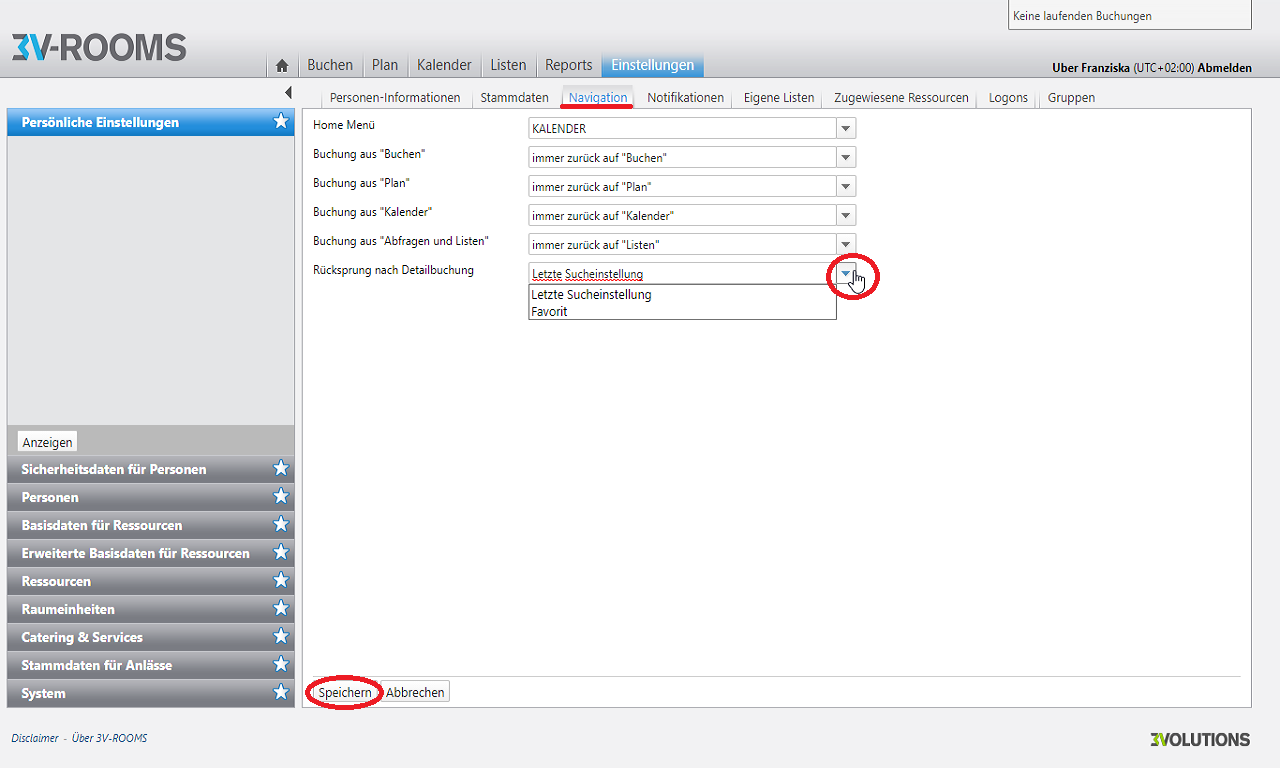 Keine laufenden Buchungen
3V-ROOMS
Buchen Plan Kalender Listen Reports Einstellungen
Uber Franziska (UTC+02:00) Abmelden
Personen-Informationen Stammdaten Navigation Notifikationen Eigene Listen Zugewiesene Ressourcen Logons Gruppen
Persönliche Einstellungen
Home Menü KALENDER
Buchung aus "Buchen" immer zurück auf "Buchen"
Buchung aus "Plan" immer zurück auf "Plan"
Buchung aus "Kalender" immer zurück auf "Kalender"
Buchung aus "Abfragen und Listen" immer zurück auf "Listen"
Rücksprung nach Detailbuchung Letzte Sucheinstellung
Letzte Sucheinstellung
Favorit
Anzeigen
Sicherheitsdaten für Personen
Personen
Basisdaten für Ressourcen
Erweiterte Basisdaten für Ressourcen
Ressourcen
Raumeinheiten
Catering & Services
Stammdaten für Anlässe
System
Speichern Abbrechen
Disclaimer - Über 3V-ROOMS
3VOLUTIONS